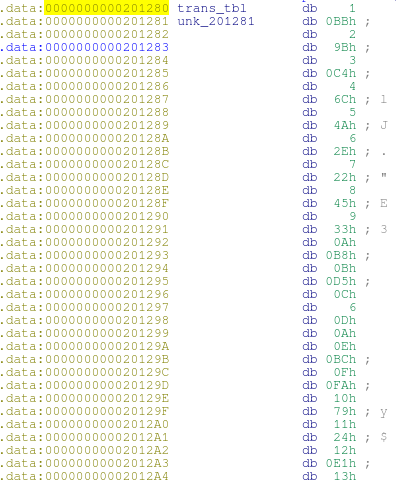 .data:0000000000201280 trans_tbl db 1
.data:0000000000201281 unk_201281 db 0BBh ;
.data:0000000000201282 db 2
.data:0000000000201283 db 9Bh ;
.data:0000000000201284 db 3
.data:0000000000201285 db 0C4h ;
.data:0000000000201286 db 4
.data:0000000000201287 db 6Ch ; l
.data:0000000000201288 db 5
.data:0000000000201289 db 4Ah ; J
.data:000000000020128A db 6
.data:000000000020128B db 2Eh ; .
.data:000000000020128C db 7
.data:000000000020128D db 22h ; "
.data:000000000020128E db 8
.data:000000000020128F db 45h ; E
.data:0000000000201290 db 9
.data:0000000000201291 db 33h ; 3
.data:0000000000201292 db 0Ah
.data:0000000000201293 db 0B8h ;
.data:0000000000201294 db 0Bh
.data:0000000000201295 db 0D5h ;
.data:0000000000201296 db 0Ch
.data:0000000000201297 db 6
.data:0000000000201298 db 0Dh
.data:0000000000201299 db 0Ah
.data:000000000020129A db 0Eh
.data:000000000020129B db 0BCh ;
.data:000000000020129C db 0Fh
.data:000000000020129D db 0FAh ;
.data:000000000020129E db 10h
.data:000000000020129F db 79h ; y
.data:00000000002012A0 db 11h
.data:00000000002012A1 db 24h ; $
.data:00000000002012A2 db 12h
.data:00000000002012A3 db 0E1h ;
.data:00000000002012A4 db 13h